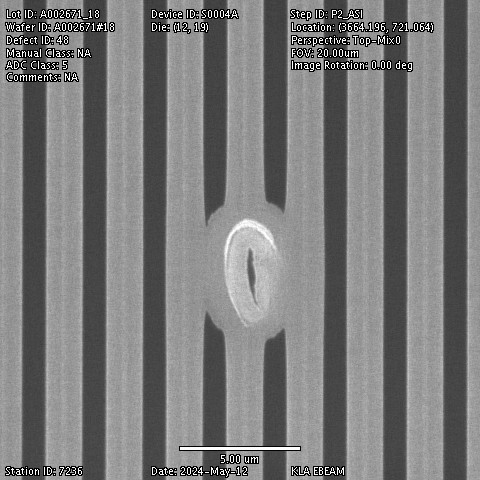 Lot ID: A002671_18
Wafer ID: A002671#18
Defect ID: 48
Manual Class: NA
ADC Class: 5
Comments: NA
Device ID: S0004A
Die: (12, 19)
Step ID: P2_ASI
Location: (3664.196, 721.064)
Perspective: Top-Mix0
FOV: 20.00um
Image Rotation: 0.00 deg
5.00 um
Station ID: 7236
Date: 2024-May-12
KLA EBEAM